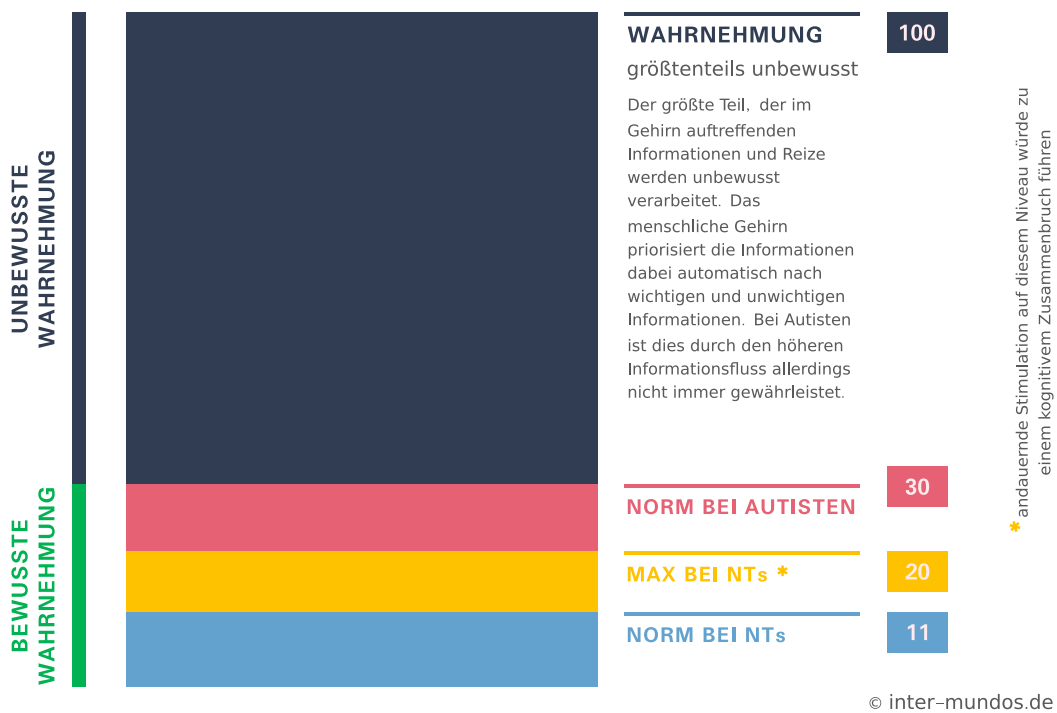 UNBEWUSSTE
WAHRNEHMUNG
BEWUSSTE
WAHRNEHMUNG
WAHRNEHMUNG
größtenteils unbewusst
Der größte Teil, der im
Gehirn auftreffenden
Informationen und Reize
werden unbewusst
verarbeitet. Das
menschliche Gehirn
priorisiert die Informationen
dabei automatisch nach
wichtigen und unwichtigen
Informationen. Bei Autisten
ist dies durch den höheren
Informationsfluss allerdings
nicht immer gewährleistet.
100
NORM BEI AUTISTEN
30
MAX BEI NTs *
20
NORM BEI NTs
11
* andauernde Stimulation auf diesem Niveau würde zu
einem kognitivem Zusammenbruch führen
© inter-mundos.de